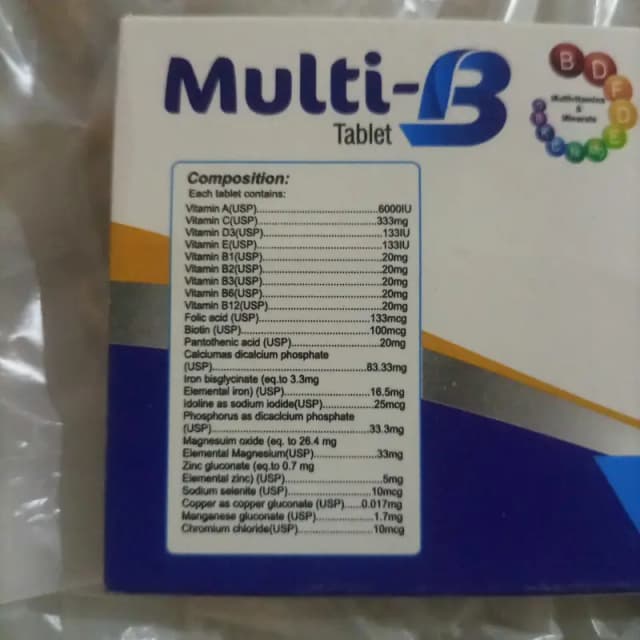 Multi-B
Tablet
B D F D
Multivitamins
&
Minerals
Composition:
Each tablet contains:
Vitamin A(USP)..........................6000IU
Vitamin C(USP)..........................333mg
Vitamin D3(USP)..........................133IU
Vitamin E(USP)..........................133IU
Vitamin B1(USP)..........................20mg
Vitamin B2(USP)..........................20mg
Vitamin B3(USP)..........................20mg
Vitamin B6(USP)..........................20mg
Vitamin B12(USP)..........................20mg
Folic acid (USP)..........................133mcg
Biotin (USP)..........................100mcg
Pantothenic acid (USP)..........................20mg
Calciumas dicalcium phosphate
(USP)..........................83.33mg
Iron bisglycinate (eq.to 3.3mg
Elemental iron) (USP)..........................16.5mg
Idoline as sodium iodide(USP)..........................25mcg
Phosphorus as dicaclcium phosphate
(USP)..........................33.3mg
Magnesuim oxide (eq. to 26.4 mg
Elemental Magnesium(USP)..........................33mg
Zinc gluconate (eq.to 0.7 mg
Elemental zinc) (USP)..........................5mg
Sodium selenite (USP)..........................10mcg
Copper as copper gluconate (USP)......0.017mg
Manganese gluconate (USP)..........................1.7mg
Chromium chloride(USP)..........................10mcg